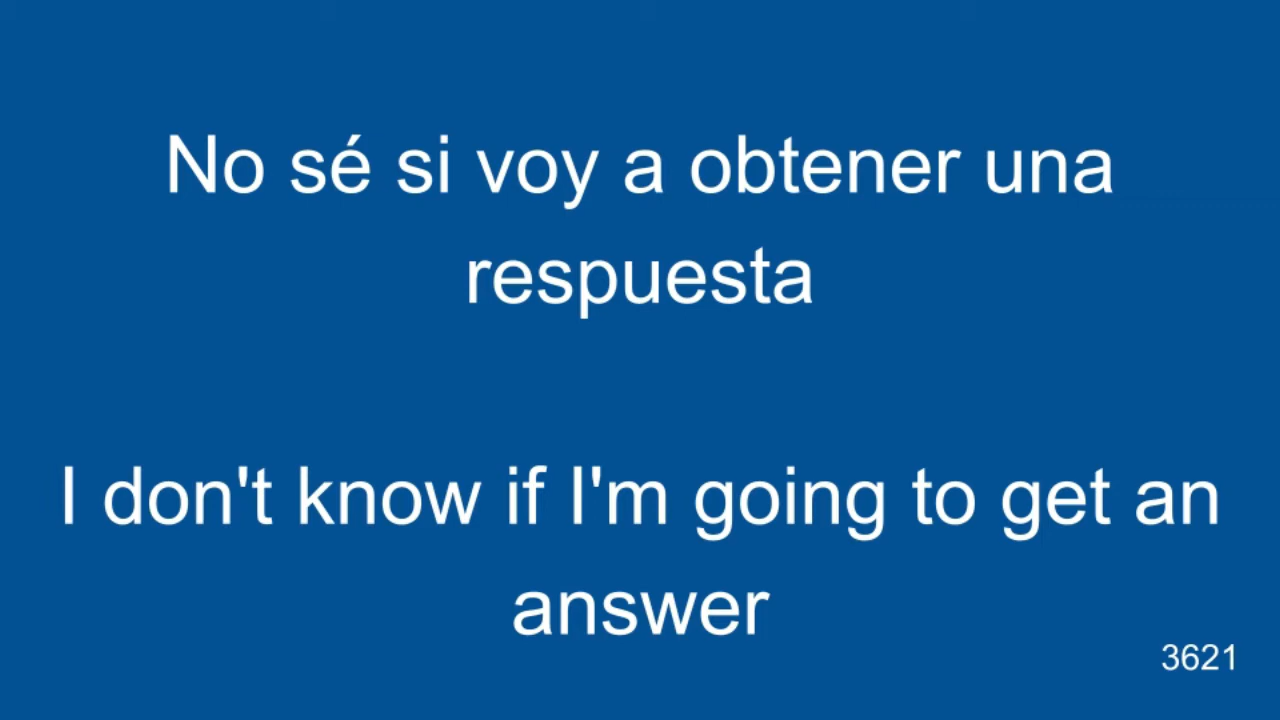 No sé si voy a obtener una
respuesta
I don't know if I'm going to get an
answer
3621